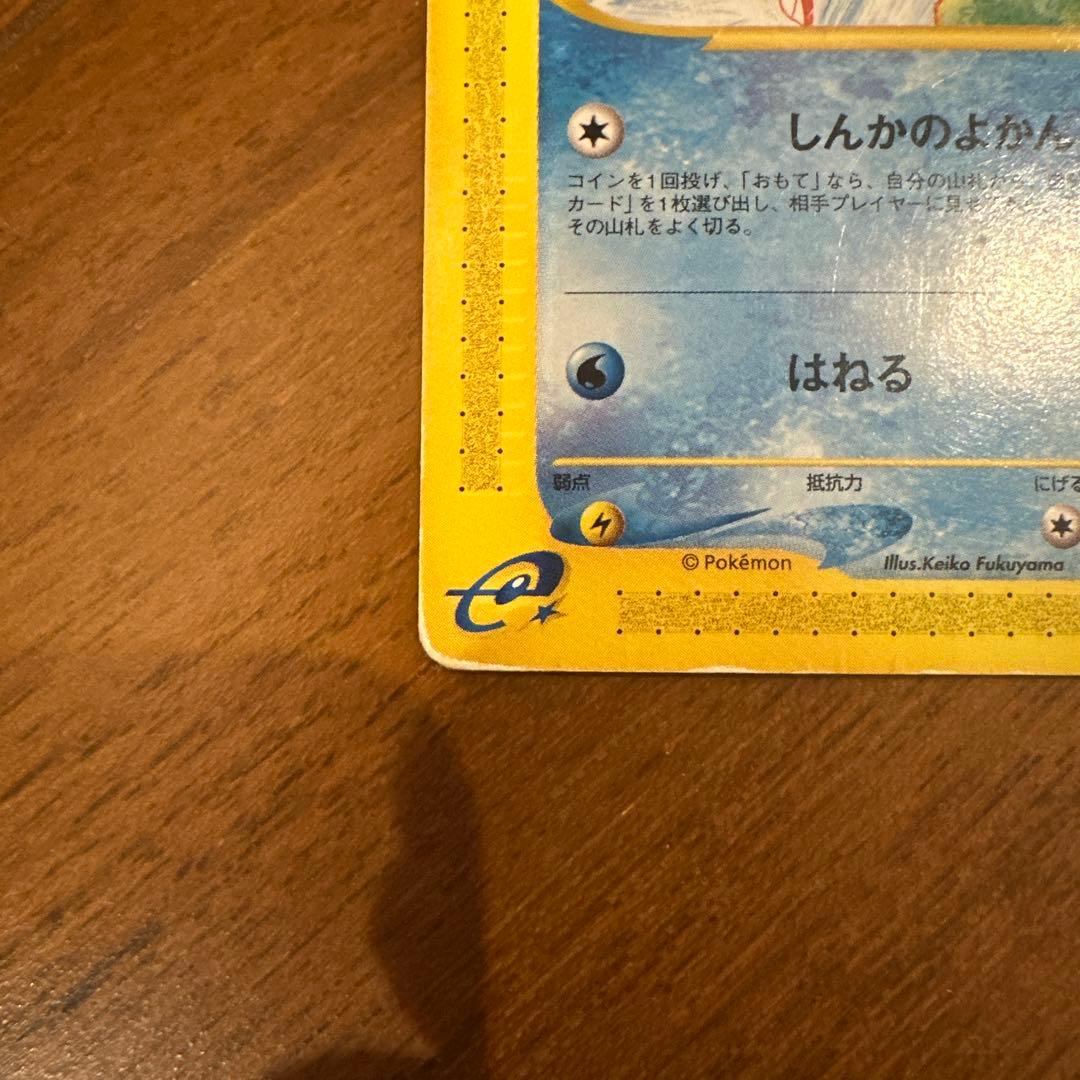 しんかのよかん
コインを1回投げ、「おもて」なら、自分の山札から、
カード」を1枚選び出し、相手プレイヤーに見せ
その山札をよく切る。
はねる
弱点 抵抗力 にげる
© Pokémon Illus.Keiko Fukuyama
e